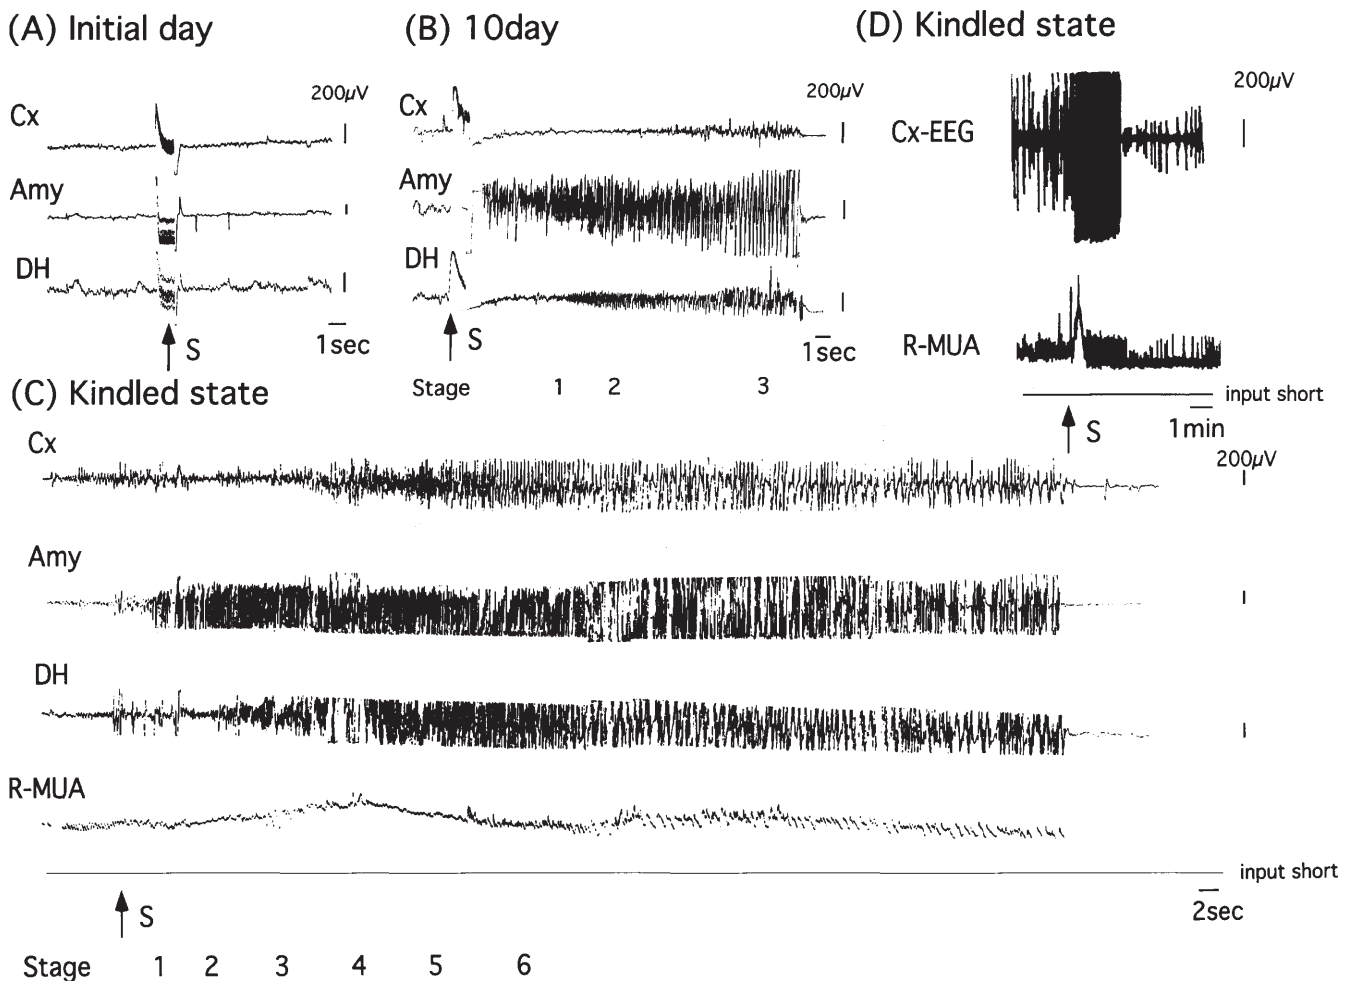 (A) Initial day
Cx
200µV
Amy
DH
S
1sec
(B) 10day
Cx
200µV
Amy
DH
S
1sec
Stage 1 2 3
(D) Kindled state
200µV
Cx-EEG
R-MUA
input short
S
1min
(C) Kindled state
Cx
200µV
Amy
DH
R-MUA
input short
S
2sec
Stage 1 2 3 4 5 6